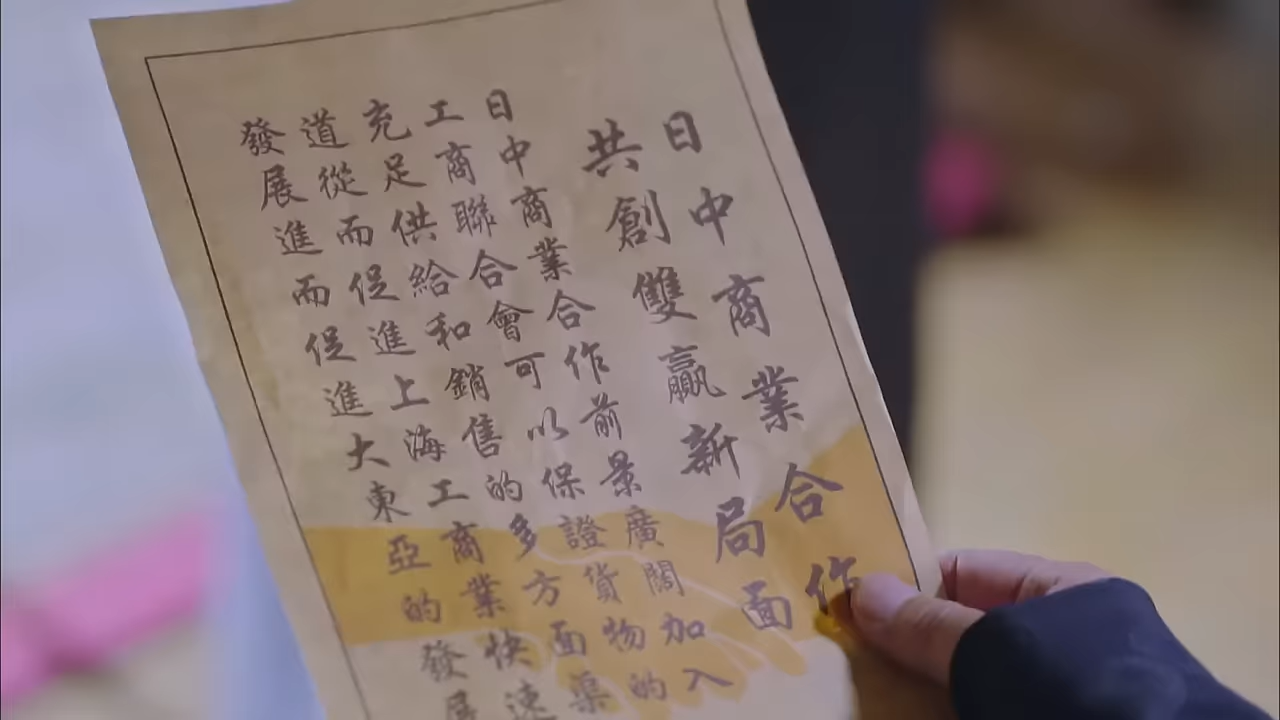 日中商業合作
共創雙贏新局面
日中商業合作前景廣闊加入
工商聯合會可以保證貨物的
充足供給和銷售的多方面渠
道從而促進上海工商業快速
發展進而促進大東亞的發展